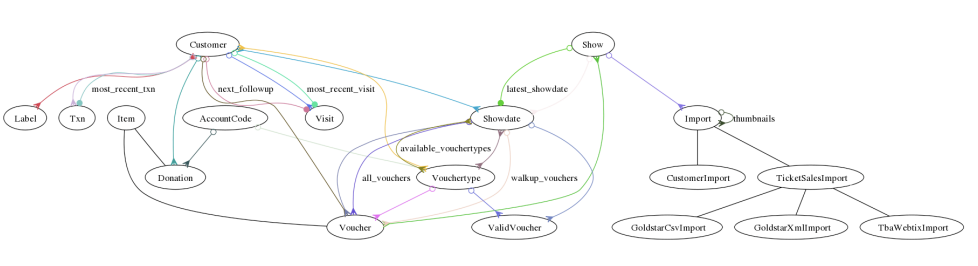 Customer
Show
most_recent_txn
next_followup
most_recent_visit
latest_showdate
Label
Txn
Item
AccountCode
Visit
Showdate
Import
thumbnails
available_vouchertypes
Donation
all_vouchers
Vouchertype
walkup_vouchers
CustomerImport
TicketSalesImport
Voucher
ValidVoucher
GoldstarCsvImport
GoldstarXmlImport
TbaWebtixImport